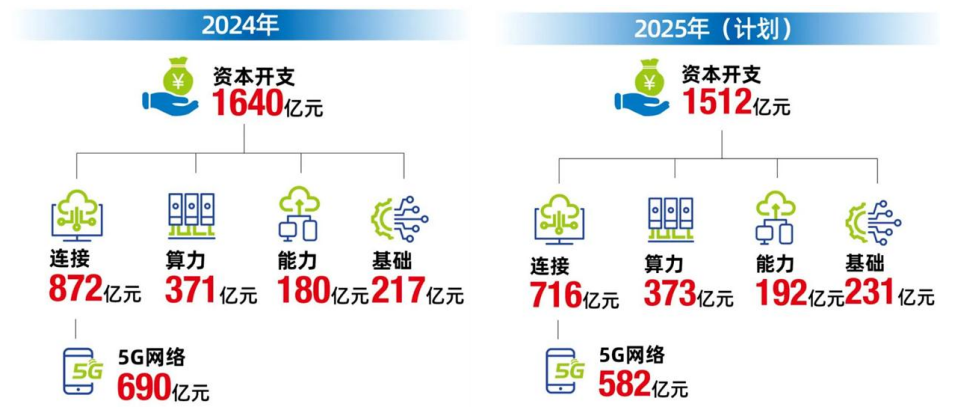 2024年
资本开支
1640亿元
连接
872亿元
算力
371亿元
能力
180亿元
基础
217亿元
5G
5G网络
690亿元
2025年（计划）
资本开支
1512亿元
连接
716亿元
算力
373亿元
能力
192亿元
基础
231亿元
5G
5G网络
582亿元